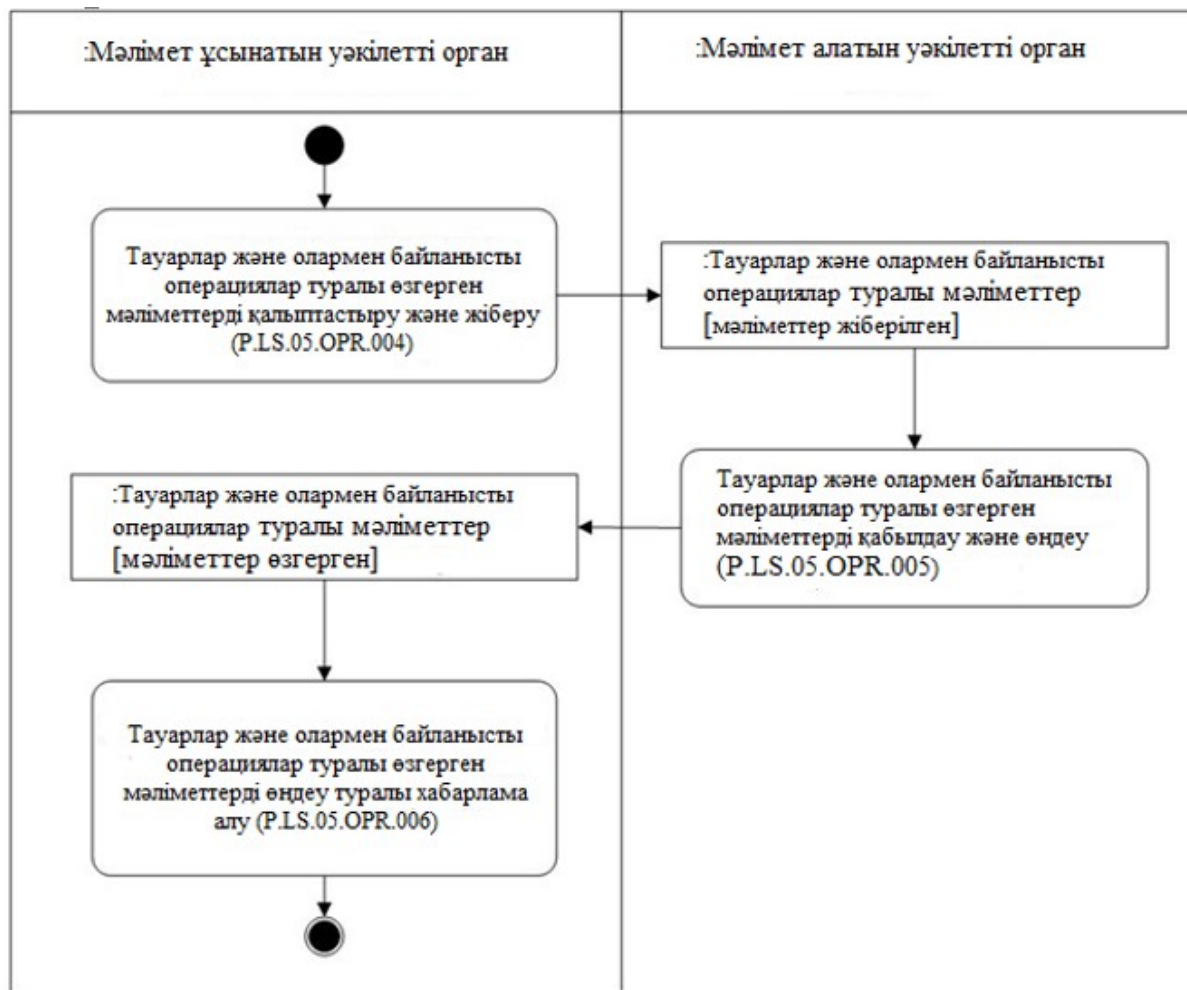 :Мәлімет ұсынатын уәкілетті орган
:Мәлімет алатын уәкілетті орган
Тауарлар және олармен байланысты
операциялар туралы өзгерген
мәліметтерді қалыптастыру және жіберу
(P.LS.05.OPR.004)
:Тауарлар және олармен байланысты
операциялар туралы мәліметтер
[мәліметтер жіберілген]
Тауарлар және олармен байланысты
операциялар туралы өзгерген
мәліметтерді қабылдау және өңдеу
(P.LS.05.OPR.005)
:Тауарлар және олармен байланысты
операциялар туралы мәліметтер
[мәліметтер өзгерген]
Тауарлар және олармен байланысты
операциялар туралы өзгерген
мәліметтерді өңдеу туралы хабарлама
алу (P.LS.05.OPR.006)